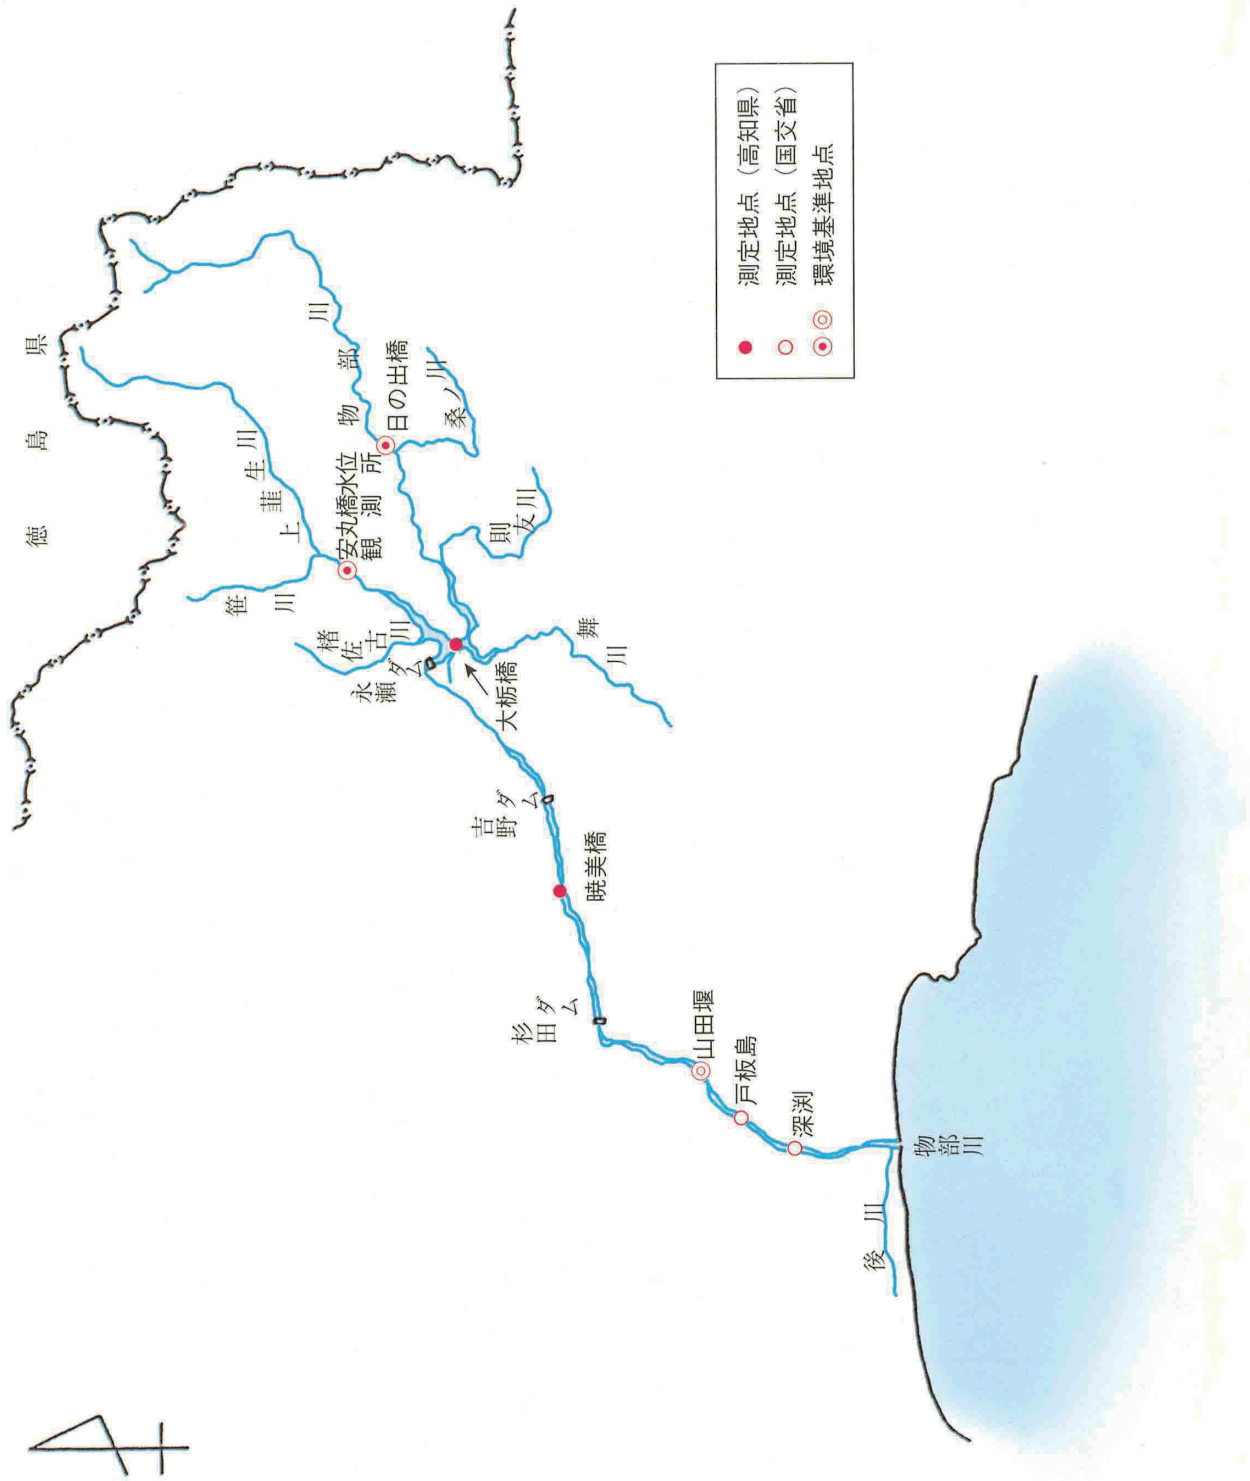 徳島県
物部川
上韮生川
笹川
楮佐古川
永瀬ダム
安丸橋水位
観測所
日の出橋
桑ノ川
則友川
舞川
大栃橋
吉野ダム
暁美橋
杉田ダム
山田堰
戸板島
深渕
後川
物部川
測定地点(高知県)
測定地点(国交省)
環境基準地点